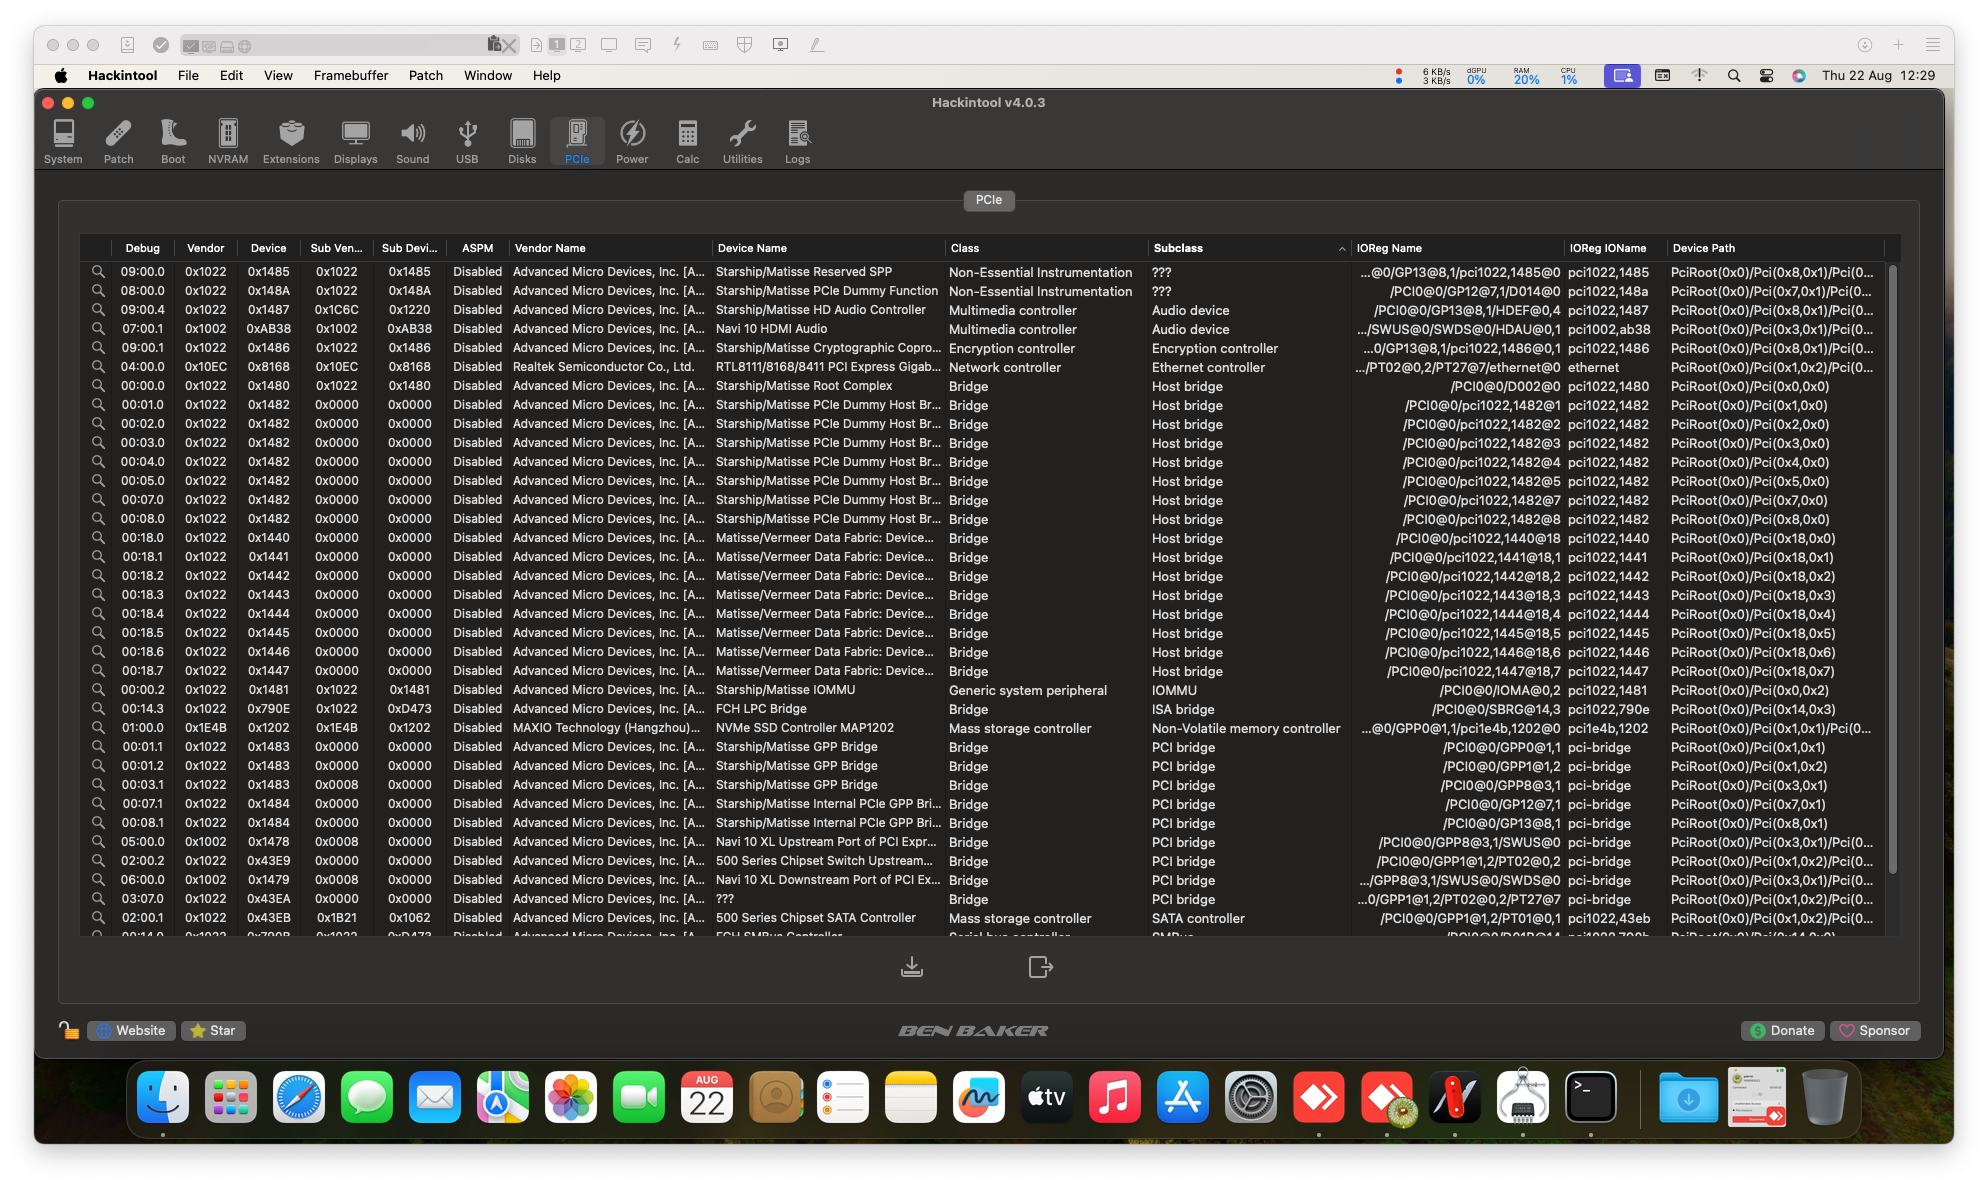 Hackintool File Edit View Framebuffer Patch Window Help 6 KB/s 3 KB/s dGPU 0% RAM 20% CPU 1% Thu 22 Aug 12:29
Hackintool v4.0.3
System Patch Boot NVRAM Extensions Displays Sound USB Disks PCIe Power Calc Utilities Logs
PCIe
Debug Vendor Device Sub Ven... Sub Devi... ASPM Vendor Name Device Name Class Subclass IOReg Name IOReg IOName Device Path
09:00.0 0x1022 0x1485 0x1022 0x1485 Disabled Advanced Micro Devices, Inc. [A... Starship/Matisse Reserved SPP Non-Essential Instrumentation ??? ...@0/GP13@8,1/pci1022,1485@0 pci1022,1485 PciRoot(0x0)/Pci(0x8,0x1)/Pci(0...
08:00.0 0x1022 0x148A 0x1022 0x148A Disabled Advanced Micro Devices, Inc. [A... Starship/Matisse PCIe Dummy Function Non-Essential Instrumentation ??? /PCI0@0/GP12@7,1/D014@0 pci1022,148a PciRoot(0x0)/Pci(0x7,0x1)/Pci(0...
09:00.4 0x1022 0x1487 0x1C6C 0x1220 Disabled Advanced Micro Devices, Inc. [A... Starship/Matisse HD Audio Controller Multimedia controller Audio device /PCI0@0/GP13@8,1/HDEF@0,4 pci1022,1487 PciRoot(0x0)/Pci(0x8,0x1)/Pci(0...
07:00.1 0x1002 0xAB38 0x1002 0xAB38 Disabled Advanced Micro Devices, Inc. [A... Navi 10 HDMI Audio Multimedia controller Audio device .../SWUS@0/SWDS@0/HDAU@0,1 pci1002,ab38 PciRoot(0x0)/Pci(0x3,0x1)/Pci(0...
09:00.1 0x1022 0x1486 0x1022 0x1486 Disabled Advanced Micro Devices, Inc. [A... Starship/Matisse Cryptographic Copro... Encryption controller Encryption controller ...0/GP13@8,1/pci1022,1486@0,1 pci1022,1486 PciRoot(0x0)/Pci(0x8,0x1)/Pci(0...
04:00.0 0x10EC 0x8168 0x10EC 0x8168 Disabled Realtek Semiconductor Co., Ltd. RTL8111/8168/8411 PCI Express Gigab... Network controller Ethernet controller .../PT02@0,2/PT27@7/ethernet@0 ethernet PciRoot(0x0)/Pci(0x1,0x2)/Pci(0...
00:00.0 0x1022 0x1480 0x1022 0x1480 Disabled Advanced Micro Devices, Inc. [A... Starship/Matisse Root Complex Bridge Host bridge /PCI0@0/D002@0 pci1022,1480 PciRoot(0x0)/Pci(0x0,0x0)
00:01.0 0x1022 0x1482 0x0000 0x0000 Disabled Advanced Micro Devices, Inc. [A... Starship/Matisse PCIe Dummy Host Br... Bridge Host bridge /PCI0@0/pci1022,1482@1 pci1022,1482 PciRoot(0x0)/Pci(0x1,0x0)
00:02.0 0x1022 0x1482 0x0000 0x0000 Disabled Advanced Micro Devices, Inc. [A... Starship/Matisse PCIe Dummy Host Br... Bridge Host bridge /PCI0@0/pci1022,1482@2 pci1022,1482 PciRoot(0x0)/Pci(0x2,0x0)
00:03.0 0x1022 0x1482 0x0000 0x0000 Disabled Advanced Micro Devices, Inc. [A... Starship/Matisse PCIe Dummy Host Br... Bridge Host bridge /PCI0@0/pci1022,1482@3 pci1022,1482 PciRoot(0x0)/Pci(0x3,0x0)
00:04.0 0x1022 0x1482 0x0000 0x0000 Disabled Advanced Micro Devices, Inc. [A... Starship/Matisse PCIe Dummy Host Br... Bridge Host bridge /PCI0@0/pci1022,1482@4 pci1022,1482 PciRoot(0x0)/Pci(0x4,0x0)
00:05.0 0x1022 0x1482 0x0000 0x0000 Disabled Advanced Micro Devices, Inc. [A... Starship/Matisse PCIe Dummy Host Br... Bridge Host bridge /PCI0@0/pci1022,1482@5 pci1022,1482 PciRoot(0x0)/Pci(0x5,0x0)
00:07.0 0x1022 0x1482 0x0000 0x0000 Disabled Advanced Micro Devices, Inc. [A... Starship/Matisse PCIe Dummy Host Br... Bridge Host bridge /PCI0@0/pci1022,1482@7 pci1022,1482 PciRoot(0x0)/Pci(0x7,0x0)
00:08.0 0x1022 0x1482 0x0000 0x0000 Disabled Advanced Micro Devices, Inc. [A... Starship/Matisse PCIe Dummy Host Br... Bridge Host bridge /PCI0@0/pci1022,1482@8 pci1022,1482 PciRoot(0x0)/Pci(0x8,0x0)
00:18.0 0x1022 0x1440 0x0000 0x0000 Disabled Advanced Micro Devices, Inc. [A... Matisse/Vermeer Data Fabric: Device... Bridge Host bridge /PCI0@0/pci1022,1440@18 pci1022,1440 PciRoot(0x0)/Pci(0x18,0x0)
00:18.1 0x1022 0x1441 0x0000 0x0000 Disabled Advanced Micro Devices, Inc. [A... Matisse/Vermeer Data Fabric: Device... Bridge Host bridge /PCI0@0/pci1022,1441@18,1 pci1022,1441 PciRoot(0x0)/Pci(0x18,0x1)
00:18.2 0x1022 0x1442 0x0000 0x0000 Disabled Advanced Micro Devices, Inc. [A... Matisse/Vermeer Data Fabric: Device... Bridge Host bridge /PCI0@0/pci1022,1442@18,2 pci1022,1442 PciRoot(0x0)/Pci(0x18,0x2)
00:18.3 0x1022 0x1443 0x0000 0x0000 Disabled Advanced Micro Devices, Inc. [A... Matisse/Vermeer Data Fabric: Device... Bridge Host bridge /PCI0@0/pci1022,1443@18,3 pci1022,1443 PciRoot(0x0)/Pci(0x18,0x3)
00:18.4 0x1022 0x1444 0x0000 0x0000 Disabled Advanced Micro Devices, Inc. [A... Matisse/Vermeer Data Fabric: Device... Bridge Host bridge /PCI0@0/pci1022,1444@18,4 pci1022,1444 PciRoot(0x0)/Pci(0x18,0x4)
00:18.5 0x1022 0x1445 0x0000 0x0000 Disabled Advanced Micro Devices, Inc. [A... Matisse/Vermeer Data Fabric: Device... Bridge Host bridge /PCI0@0/pci1022,1445@18,5 pci1022,1445 PciRoot(0x0)/Pci(0x18,0x5)
00:18.6 0x1022 0x1446 0x0000 0x0000 Disabled Advanced Micro Devices, Inc. [A... Matisse/Vermeer Data Fabric: Device... Bridge Host bridge /PCI0@0/pci1022,1446@18,6 pci1022,1446 PciRoot(0x0)/Pci(0x18,0x6)
00:18.7 0x1022 0x1447 0x0000 0x0000 Disabled Advanced Micro Devices, Inc. [A... Matisse/Vermeer Data Fabric: Device... Bridge Host bridge /PCI0@0/pci1022,1447@18,7 pci1022,1447 PciRoot(0x0)/Pci(0x18,0x7)
00:00.2 0x1022 0x1481 0x1022 0x1481 Disabled Advanced Micro Devices, Inc. [A... Starship/Matisse IOMMU Generic system peripheral IOMMU /PCI0@0/IOMA@0,2 pci1022,1481 PciRoot(0x0)/Pci(0x0,0x2)
00:14.3 0x1022 0x790E 0x1022 0xD473 Disabled Advanced Micro Devices, Inc. [A... FCH LPC Bridge Bridge ISA bridge /PCI0@0/SBRG@14,3 pci1022,790e PciRoot(0x0)/Pci(0x14,0x3)
01:00.0 0x1E4B 0x1202 0x1E4B 0x1202 Disabled MAXIO Technology (Hangzhou)... NVMe SSD Controller MAP1202 Mass storage controller Non-Volatile memory controller ...@0/GPP0@1,1/pci1e4b,1202@0 pci1e4b,1202 PciRoot(0x0)/Pci(0x1,0x1)/Pci(0...
00:01.1 0x1022 0x1483 0x0000 0x0000 Disabled Advanced Micro Devices, Inc. [A... Starship/Matisse GPP Bridge Bridge PCI bridge /PCI0@0/GPP0@1,1 pci-bridge PciRoot(0x0)/Pci(0x1,0x1)
00:01.2 0x1022 0x1483 0x0000 0x0000 Disabled Advanced Micro Devices, Inc. [A... Starship/Matisse GPP Bridge Bridge PCI bridge /PCI0@0/GPP1@1,2 pci-bridge PciRoot(0x0)/Pci(0x1,0x2)
00:03.1 0x1022 0x1483 0x0008 0x0000 Disabled Advanced Micro Devices, Inc. [A... Starship/Matisse GPP Bridge Bridge PCI bridge /PCI0@0/GPP8@3,1 pci-bridge PciRoot(0x0)/Pci(0x3,0x1)
00:07.1 0x1022 0x1484 0x0000 0x0000 Disabled Advanced Micro Devices, Inc. [A... Starship/Matisse Internal PCIe GPP Bri... Bridge PCI bridge /PCI0@0/GP12@7,1 pci-bridge PciRoot(0x0)/Pci(0x7,0x1)
00:08.1 0x1022 0x1484 0x0000 0x0000 Disabled Advanced Micro Devices, Inc. [A... Starship/Matisse Internal PCIe GPP Bri... Bridge PCI bridge /PCI0@0/GP13@8,1 pci-bridge PciRoot(0x0)/Pci(0x8,0x1)
05:00.0 0x1002 0x1478 0x0008 0x0000 Disabled Advanced Micro Devices, Inc. [A... Navi 10 XL Upstream Port of PCI Expr... Bridge PCI bridge /PCI0@0/GPP8@3,1/SWUS@0 pci-bridge PciRoot(0x0)/Pci(0x3,0x1)/Pci(0...
02:00.2 0x1022 0x43E9 0x0000 0x0000 Disabled Advanced Micro Devices, Inc. [A... 500 Series Chipset Switch Upstream... Bridge PCI bridge /PCI0@0/GPP1@1,2/PT02@0,2 pci-bridge PciRoot(0x0)/Pci(0x1,0x2)/Pci(0...
06:00.0 0x1002 0x1479 0x0008 0x0000 Disabled Advanced Micro Devices, Inc. [A... Navi 10 XL Downstream Port of PCI Ex... Bridge PCI bridge .../GPP8@3,1/SWUS@0/SWDS@0 pci-bridge PciRoot(0x0)/Pci(0x3,0x1)/Pci(0...
03:07.0 0x1022 0x43EA 0x0000 0x0000 Disabled Advanced Micro Devices, Inc. [A... ??? Bridge PCI bridge ...0/GPP1@1,2/PT02@0,2/PT27@7 pci-bridge PciRoot(0x0)/Pci(0x1,0x2)/Pci(0...
02:00.1 0x1022 0x43EB 0x1B21 0x1062 Disabled Advanced Micro Devices, Inc. [A... 500 Series Chipset SATA Controller Mass storage controller SATA controller /PCI0@0/GPP1@1,2/PT01@0,1 pci1022,43eb PciRoot(0x0)/Pci(0x1,0x2)/Pci(0...
Website Star BEN BAKER Donate Sponsor
AUG
22
tv